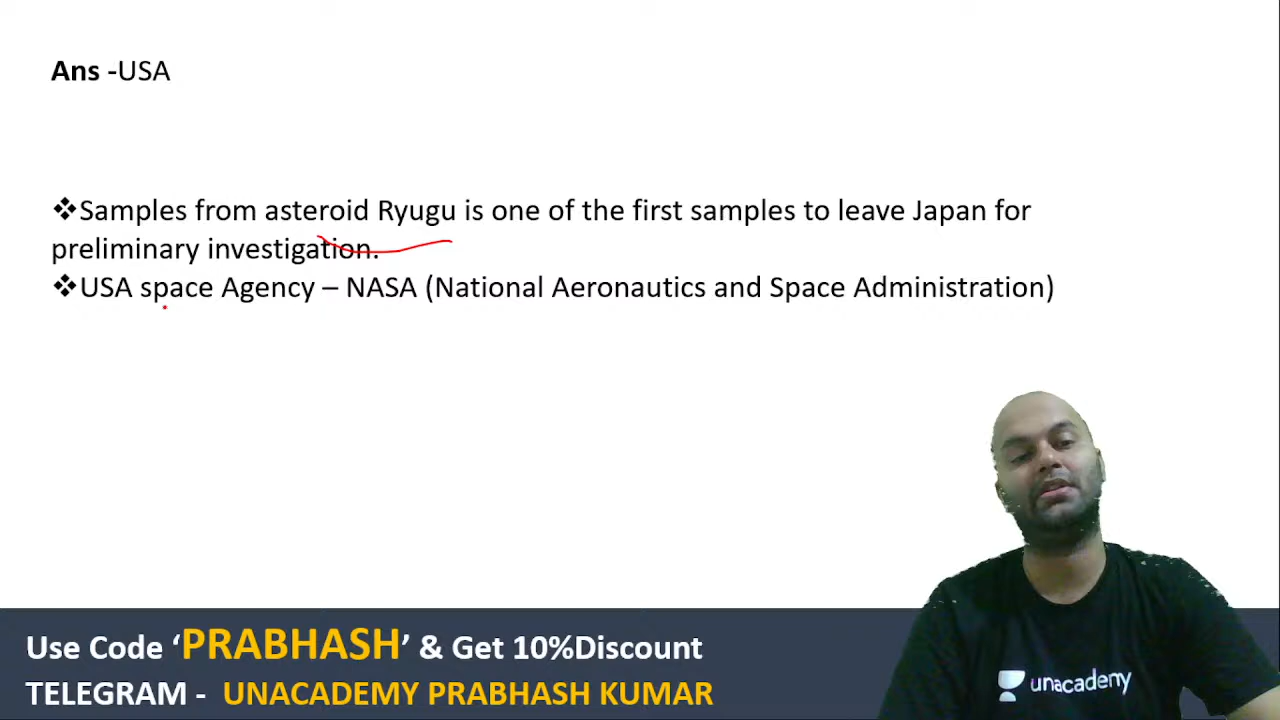 Ans -USA
❖Samples from asteroid Ryugu is one of the first samples to leave Japan for
preliminary investigation.
❖USA space Agency – NASA (National Aeronautics and Space Administration)
Use Code ‘PRABHASH’ & Get 10%Discount
TELEGRAM - UNACADEMY PRABHASH KUMAR
unacademy